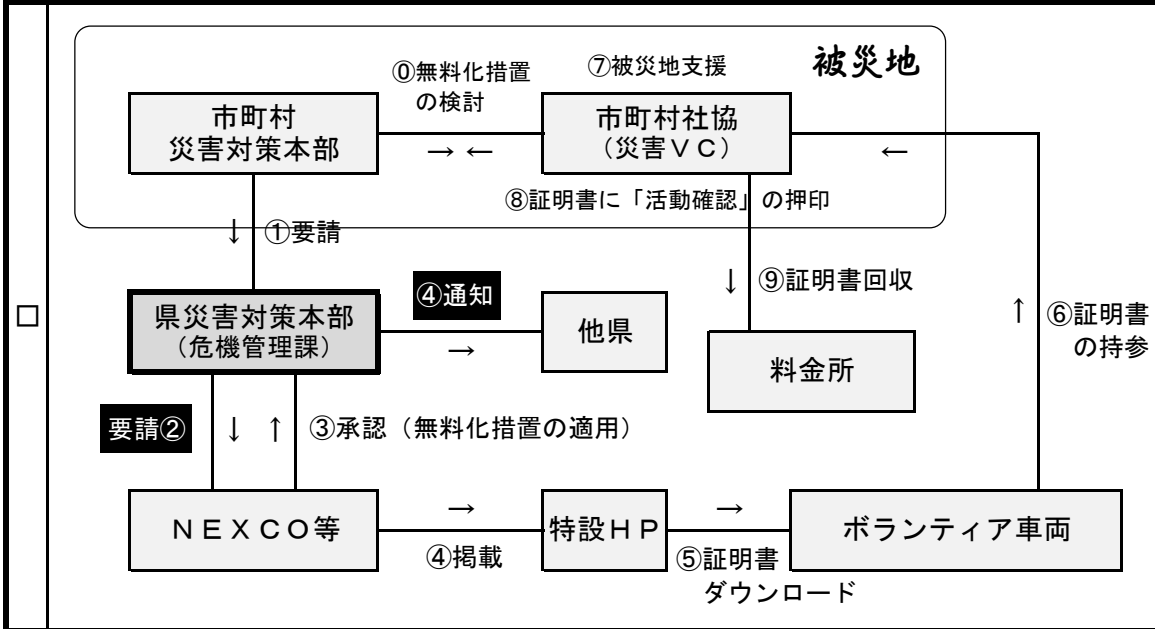 被災地
⓪無料化措置
の検討
⑦被災地支援
市町村
災害対策本部
→ ←
市町村社協
（災害ＶＣ）
←
⑧証明書に「活動確認」の押印
↓
①要請
県災害対策本部
（危機管理課）
④通知
→
他県
↓
⑨証明書回収
料金所
↑
⑥証明書
の持参
□
要請②
↓ ↑
③承認（無料化措置の適用）
ＮＥＸＣＯ等
→
④掲載
特設ＨＰ
→
⑤証明書
ダウンロード
ボランティア車両